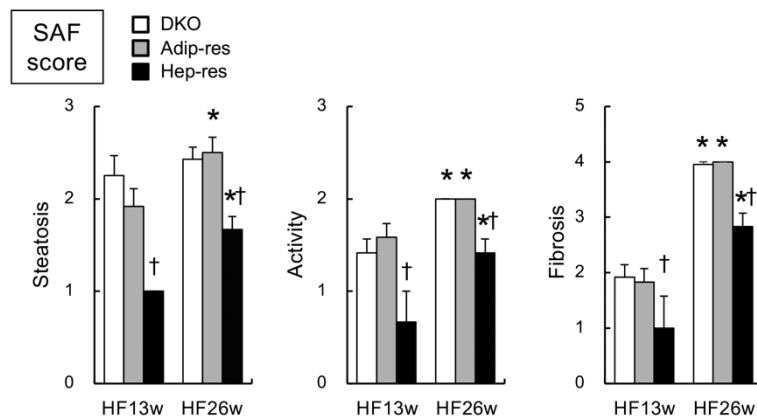 SAF
score
DKO
Adip-res
Hep-res
Steatosis
3
2
1
0
*
*†
†
HF13w HF26w
Activity
3
2
1
0
* *
*†
†
HF13w HF26w
Fibrosis
5
4
3
2
1
0
* *
*†
†
HF13w HF26w